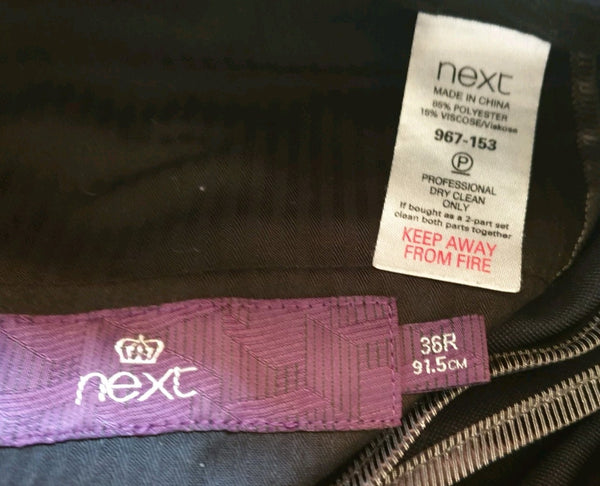 next
MADE IN CHINA
85% POLYESTER
15% VISCOSE/Viskose
967-153
P
PROFESSIONAL
DRY CLEAN
ONLY
If bought as a 2-part set
clean both parts together
KEEP AWAY
FROM FIRE
next
36R
91.5CM